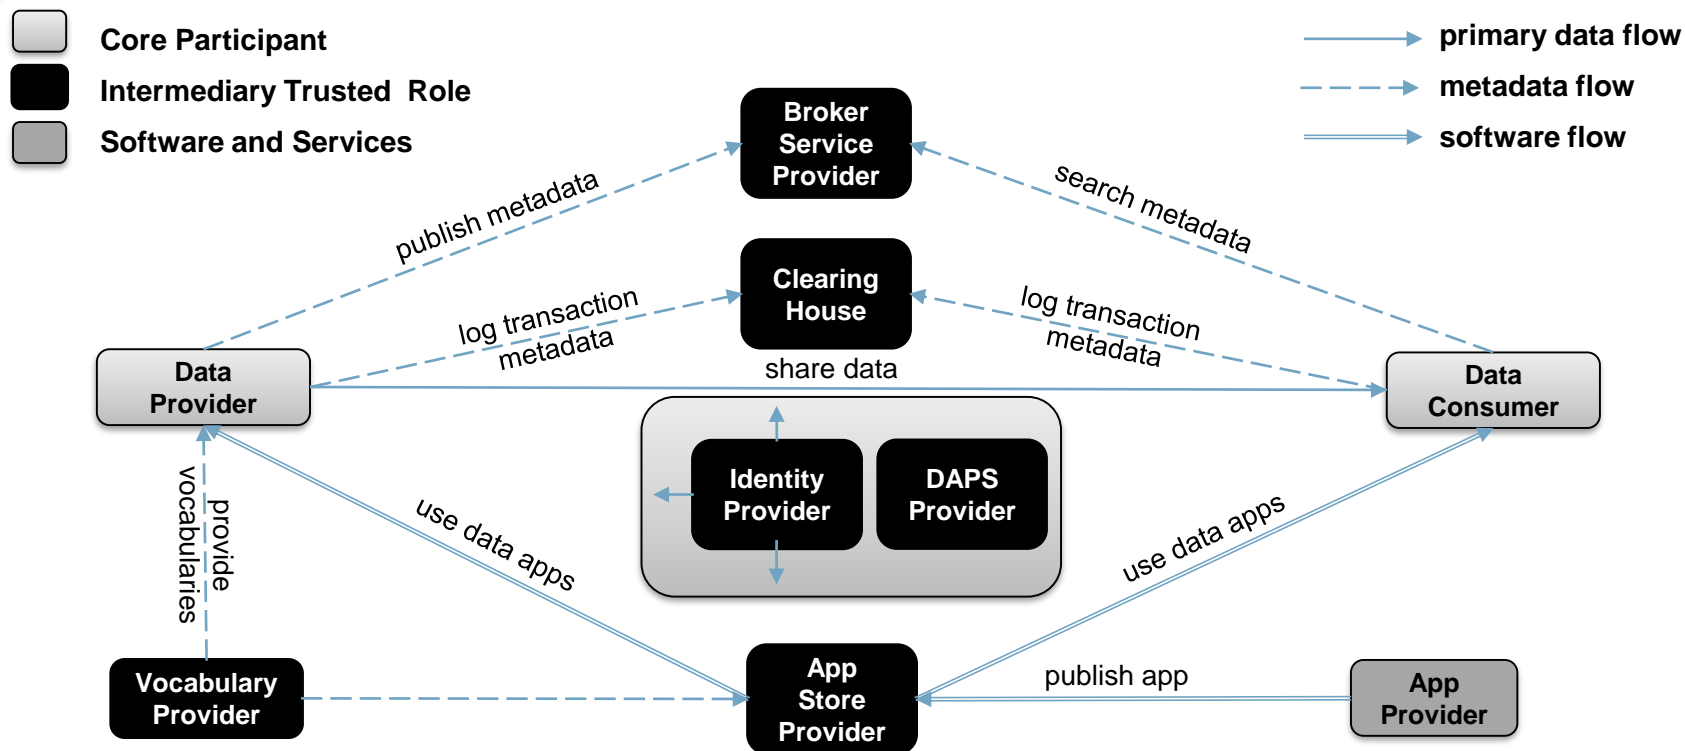 Core Participant
Intermediary Trusted Role
Software and Services
primary data flow
metadata flow
software flow
Broker
Service
Provider
publish metadata
search metadata
Clearing
House
log transaction
metadata
log transaction
metadata
share data
Data
Provider
Data
Consumer
Identity
Provider
DAPS
Provider
provide
vocabularies
use data apps
use data apps
Vocabulary
Provider
App
Store
Provider
publish app
App
Provider